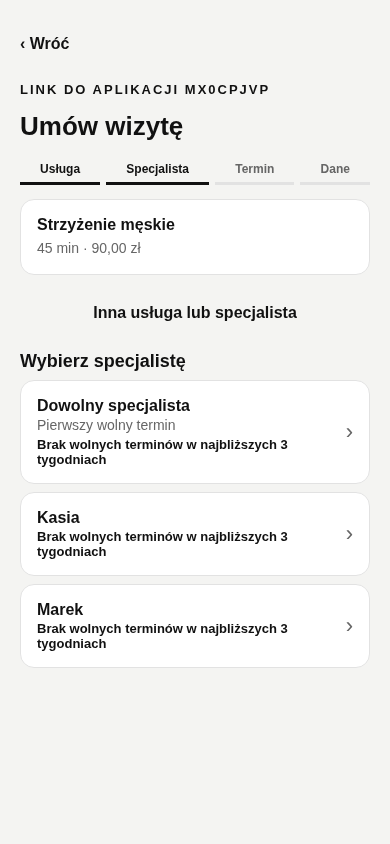 ‹ Wróć
LINK DO APLIKACJI MX0CPJVP
Umów wizytę
Usługa Specjalista Termin Dane
Strzyżenie męskie
45 min · 90,00 zł
Inna usługa lub specjalista
Wybierz specjalistę
Dowolny specjalista
Pierwszy wolny termin
Brak wolnych terminów w najbliższych 3
tygodniach
›
Kasia
Brak wolnych terminów w najbliższych 3
tygodniach
›
Marek
Brak wolnych terminów w najbliższych 3
tygodniach
›